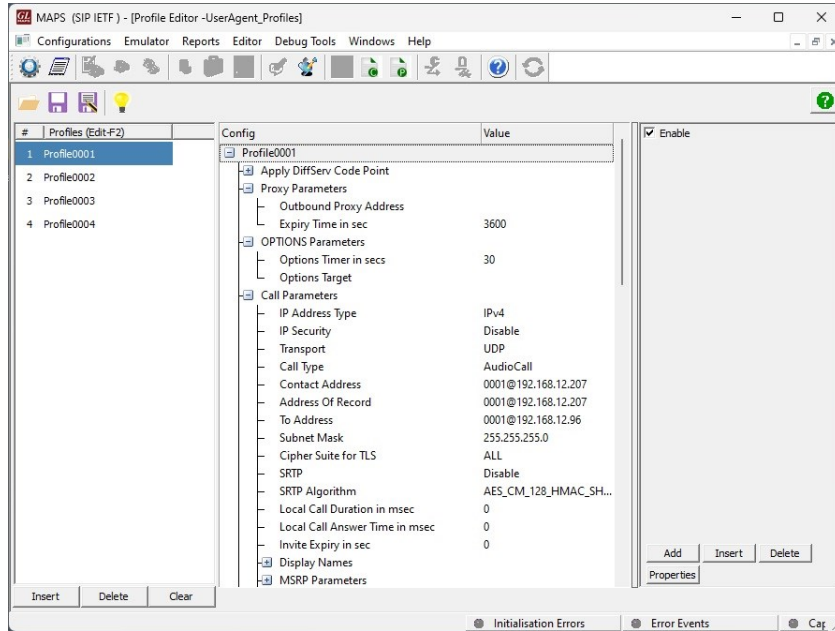 GL MAPS (SIP IETF ) - [Profile Editor -UserAgent_Profiles]
Configurations Emulator Reports Editor Debug Tools Windows Help
# Profiles (Edit-F2)
1 Profile0001
2 Profile0002
3 Profile0003
4 Profile0004
Insert Delete Clear
Config Value
Profile0001
Apply DiffServ Code Point
Proxy Parameters
Outbound Proxy Address
Expiry Time in sec 3600
OPTIONS Parameters
Options Timer in secs 30
Options Target
Call Parameters
IP Address Type IPv4
IP Security Disable
Transport UDP
Call Type AudioCall
Contact Address 0001@192.168.12.207
Address Of Record 0001@192.168.12.207
To Address 0001@192.168.12.96
Subnet Mask 255.255.255.0
Cipher Suite for TLS ALL
SRTP Disable
SRTP Algorithm AES_CM_128_HMAC_SH...
Local Call Duration in msec 0
Local Call Answer Time in msec 0
Invite Expiry in sec 0
Display Names
MSRP Parameters
Enable
Add Insert Delete
Properties
Initialisation Errors Error Events